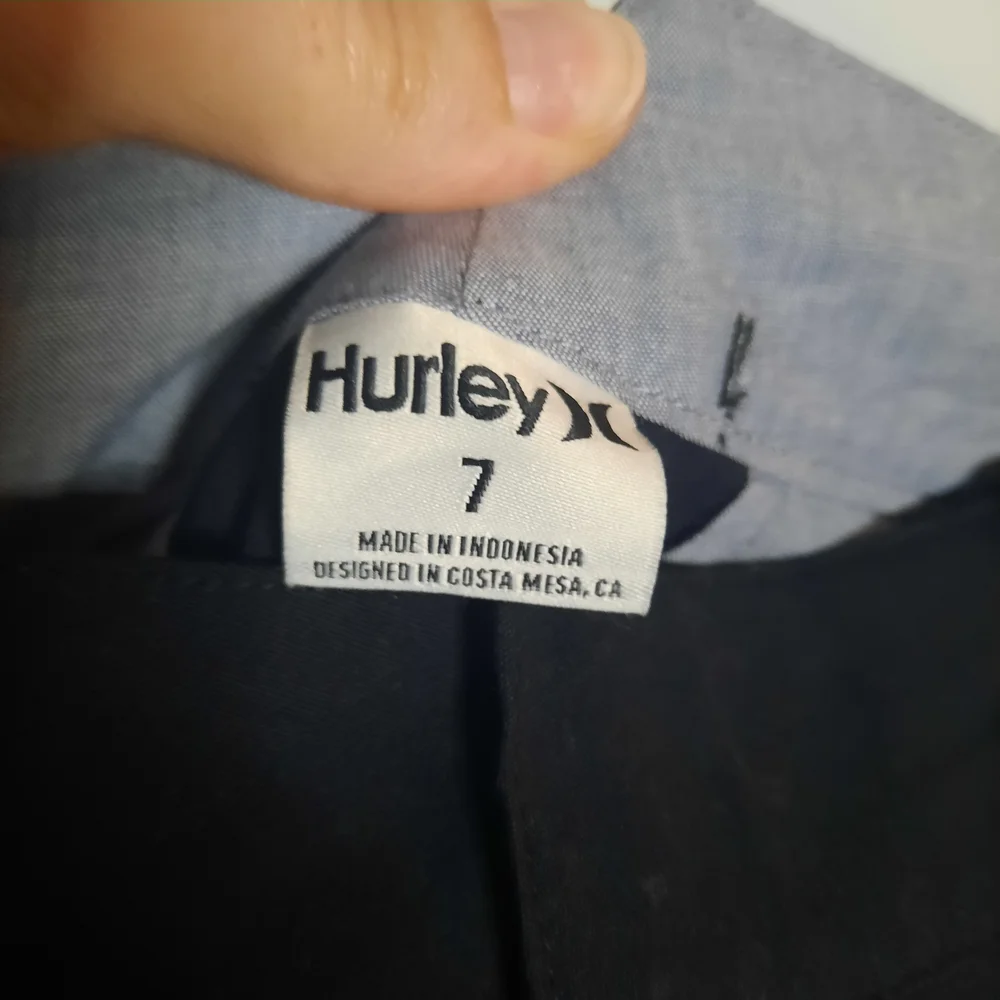 Hurley
7
MADE IN INDONESIA
DESIGNED IN COSTA MESA, CA